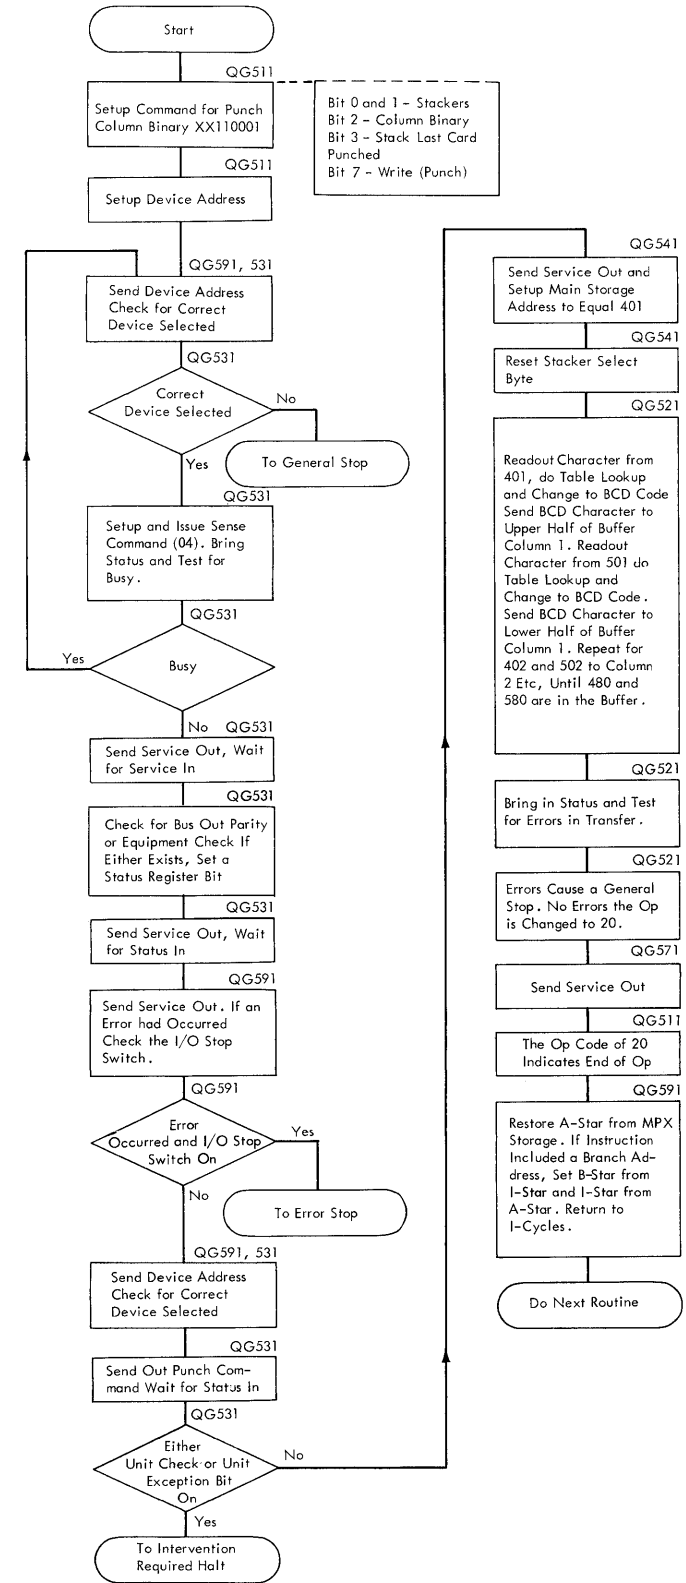 Start
QG511
Setup Command for Punch
Column Binary XX110001
Bit 0 and 1 - Stackers
Bit 2 - Column Binary
Bit 3 - Stack Last Card
Punched
Bit 7 - Write (Punch)
QG511
Setup Device Address
QG591, 531
Send Device Address
Check for Correct
Device Selected
QG531
Correct
Device Selected
No
To General Stop
Yes
QG531
Setup and Issue Sense
Command (04). Bring
Status and Test for
Busy.
QG531
Busy
Yes
No QG531
Send Service Out, Wait
for Service In
QG531
Check for Bus Out Parity
or Equipment Check If
Either Exists, Set a
Status Register Bit
QG531
Send Service Out, Wait
for Status In
QG591
Send Service Out. If an
Error had Occurred
Check the I/O Stop
Switch.
QG591
Error
Occurred and I/O Stop
Switch On
Yes
To Error Stop
No
QG591, 531
Send Device Address
Check for Correct
Device Selected
QG531
Send Out Punch Com-
mand Wait for Status In
QG531
Either
Unit Check or Unit
Exception Bit
On
No
Yes
To Intervention
Required Halt
QG541
Send Service Out and
Setup Main Storage
Address to Equal 401
QG541
Reset Stacker Select
Byte
QG521
Readout Character from
401, do Table Lookup
and Change to BCD Code
Send BCD Character to
Upper Half of Buffer
Column 1. Readout
Character from 501 do
Table Lookup and
Change to BCD Code.
Send BCD Character to
Lower Half of Buffer
Column 1. Repeat for
402 and 502 to Column
2 Etc, Until 480 and
580 are in the Buffer.
QG521
Bring in Status and Test
for Errors in Transfer.
QG521
Errors Cause a General
Stop. No Errors the Op
is Changed to 20.
QG571
Send Service Out
QG511
The Op Code of 20
Indicates End of Op
QG591
Restore A-Star from MPX
Storage. If Instruction
Included a Branch Ad-
dress, Set B-Star from
I-Star and I-Star from
A-Star. Return to
I-Cycles.
Do Next Routine